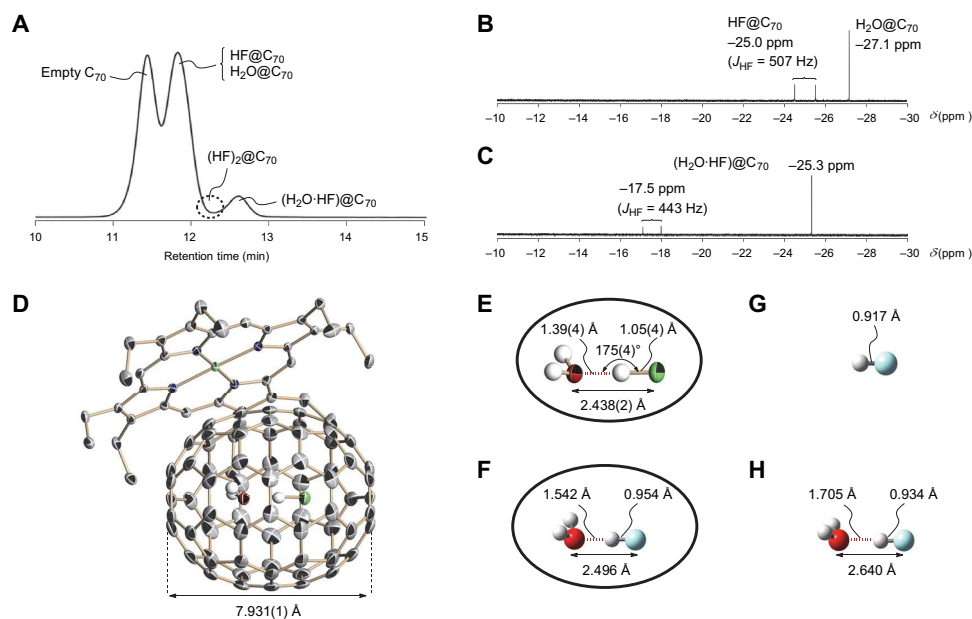 A
Empty C70
HF@C70
H2O@C70
(HF)2@C70
(H2O·HF)@C70
10 11 12 13 14 15
Retention time (min)
B
HF@C70
−25.0 ppm
(JHF = 507 Hz)
H2O@C70
−27.1 ppm
−10 −12 −14 −16 −18 −20 −22 −24 −26 −28 −30 δ(ppm )
C
(H2O·HF)@C70
−25.3 ppm
−17.5 ppm
(JHF = 443 Hz)
−10 −12 −14 −16 −18 −20 −22 −24 −26 −28 −30 δ(ppm )
D
7.931(1) Å
E
1.39(4) Å
1.05(4) Å
175(4)°
2.438(2) Å
G
0.917 Å
F
1.542 Å
0.954 Å
2.496 Å
H
1.705 Å
0.934 Å
2.640 Å